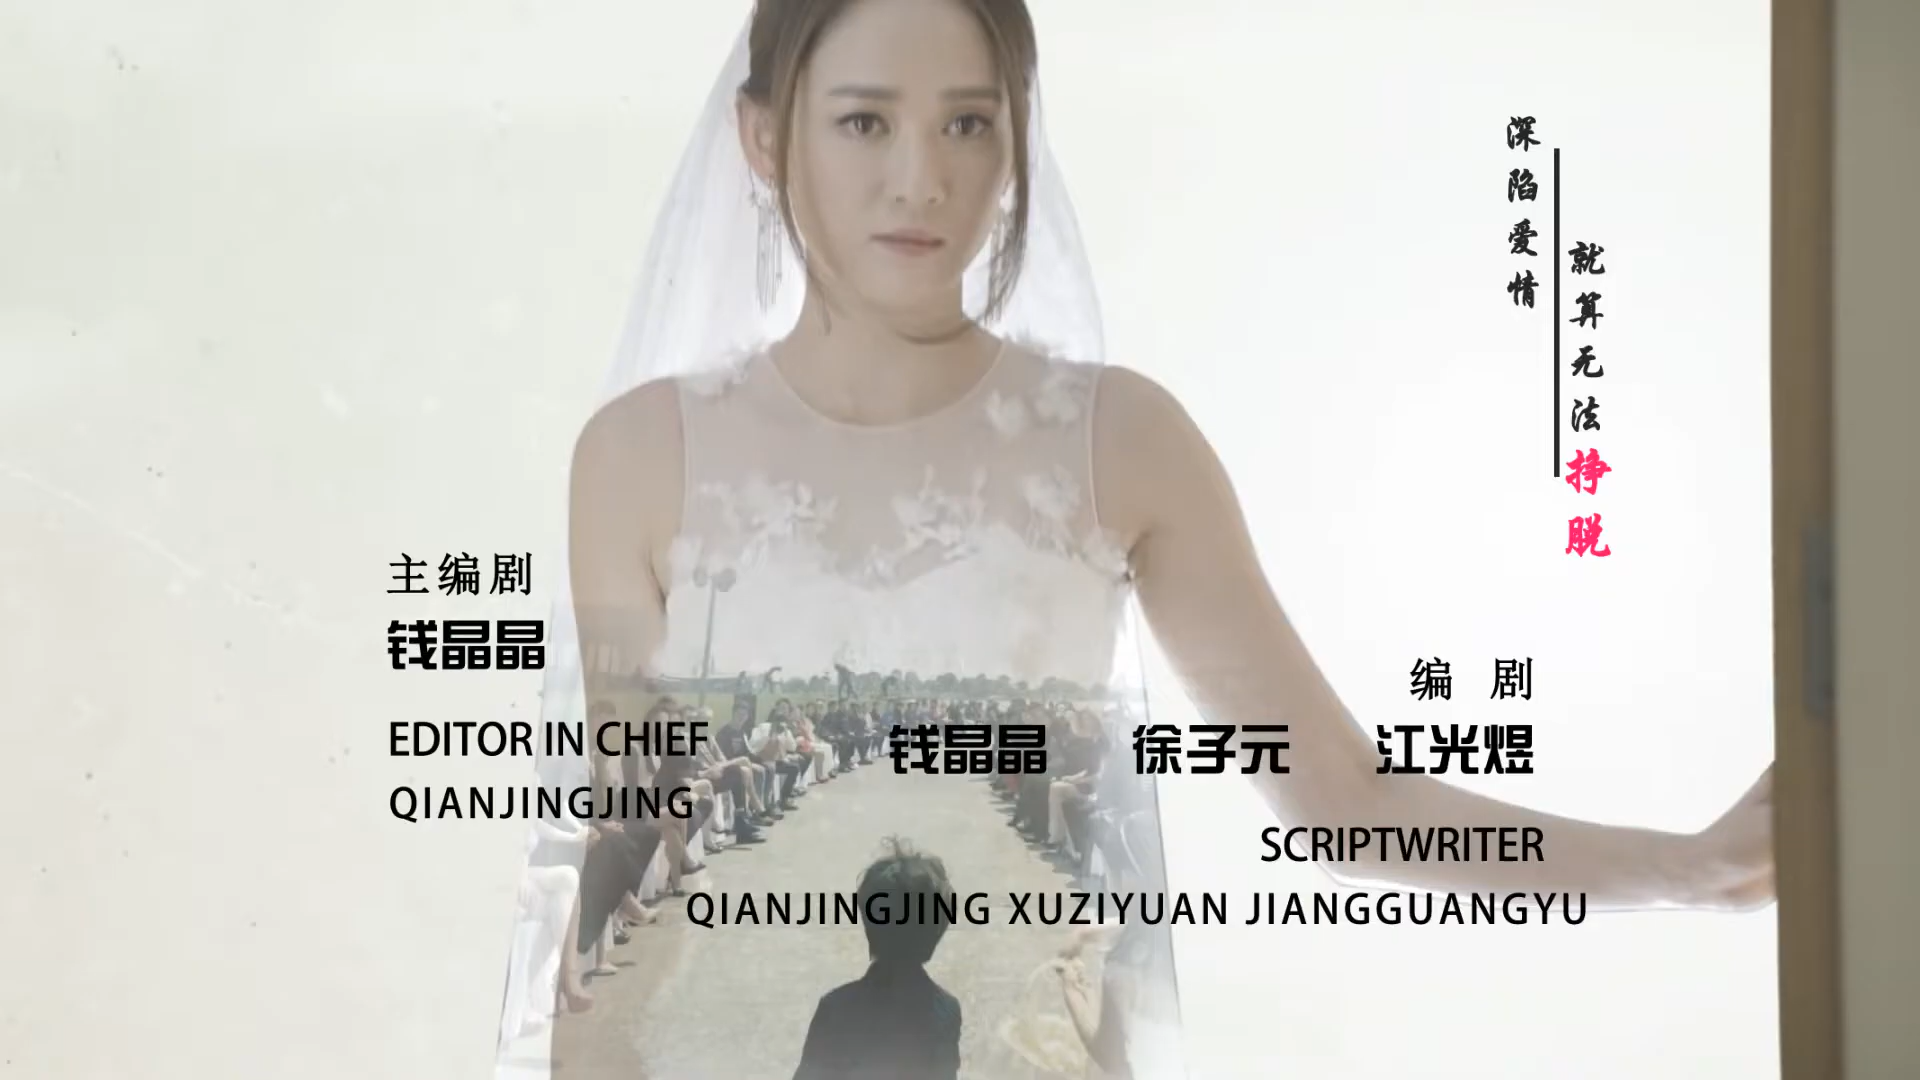 深陷爱情
就算无法挣脱
主编剧
钱晶晶
EDITOR IN CHIEF
QIANJINGJING
编 剧
钱晶晶 徐子元 江光煜
SCRIPTWRITER
QIANJINGJING XUZIYUAN JIANGGUANGYU